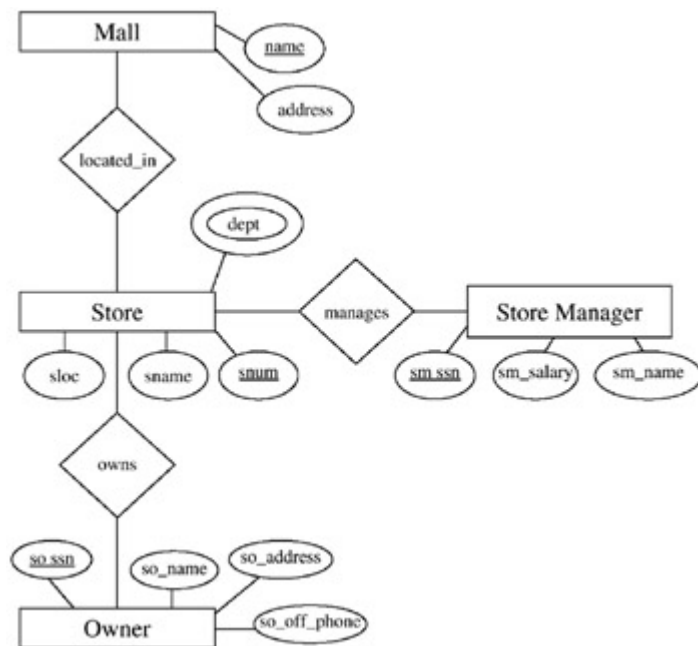 Mall
name
address
located_in
dept
Store
manages
Store Manager
sloc
sname
snum
sm ssn
sm_salary
sm_name
owns
so ssn
so_name
so_address
so_off_phone
Owner